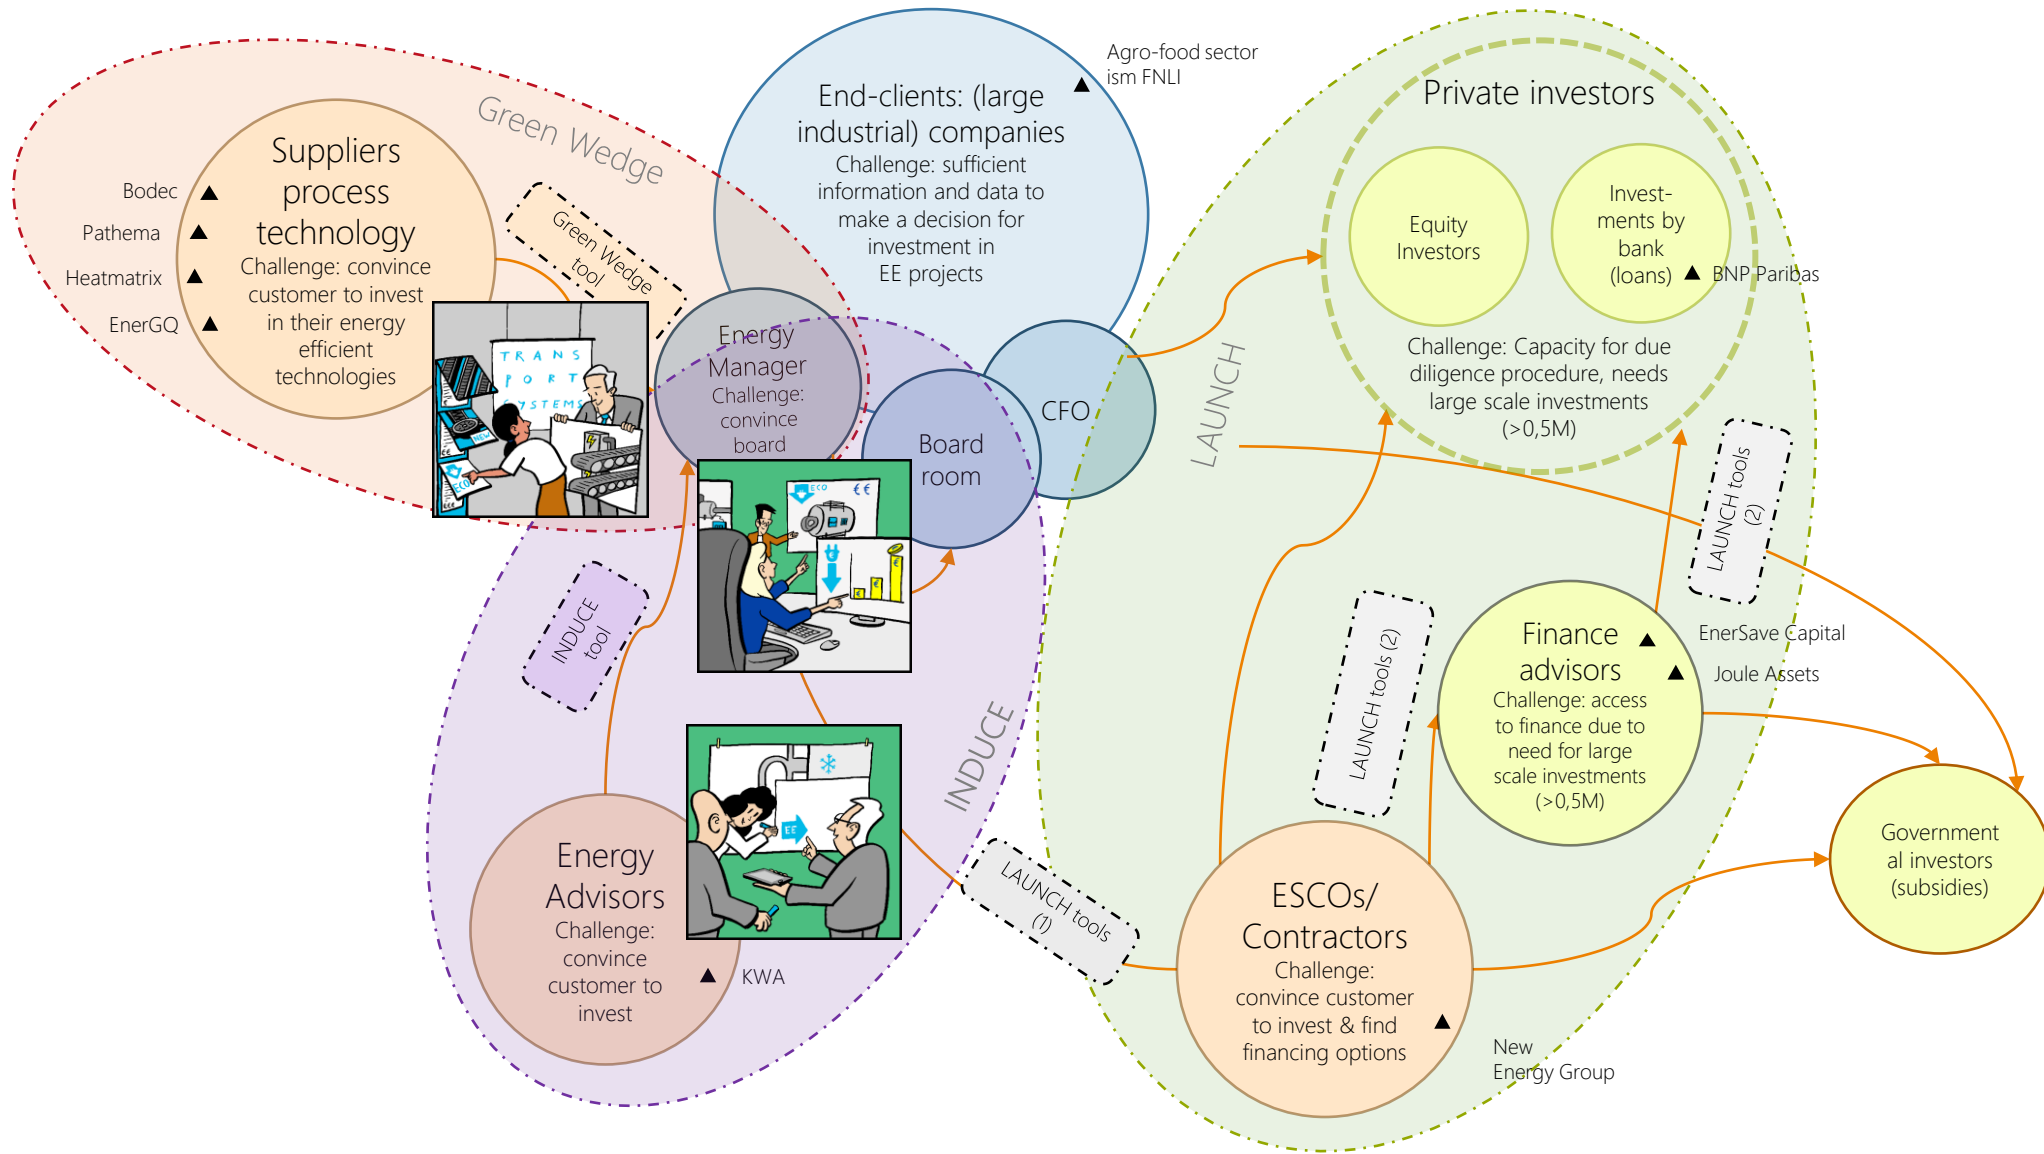 Green Wedge
Suppliers
process
technology
Challenge: convince
customer to invest
in their energy
efficient
technologies
Bodec
Pathema
Heatmatrix
EnerGQ
Green Wedge
tool
TRANS
PORT
SYSTEMS
NEW
€€
ECO
€€€
End-clients: (large
industrial) companies
Challenge: sufficient
information and data to
make a decision for
investment in
EE projects
Agro-food sector
ism FNLI
Energy
Manager
Challenge:
convince
board
Board
room
CFO
ECO
€€
€
€
€
INDUCE
tool
INDUCE
EE
Energy
Advisors
Challenge:
convince
customer to
invest
KWA
LAUNCH tools
(1)
LAUNCH
Private investors
Equity
Investors
Invest-
ments by
bank
(loans)
BNP Paribas
Challenge: Capacity for due
diligence procedure, needs
large scale investments
(>0,5M)
LAUNCH tools
(2)
LAUNCH tools (2)
Finance
advisors
Challenge: access
to finance due to
need for large
scale investments
(>0,5M)
EnerSave Capital
Joule Assets
ESCOs/
Contractors
Challenge:
convince customer
to invest & find
financing options
New
Energy Group
Government
al investors
(subsidies)